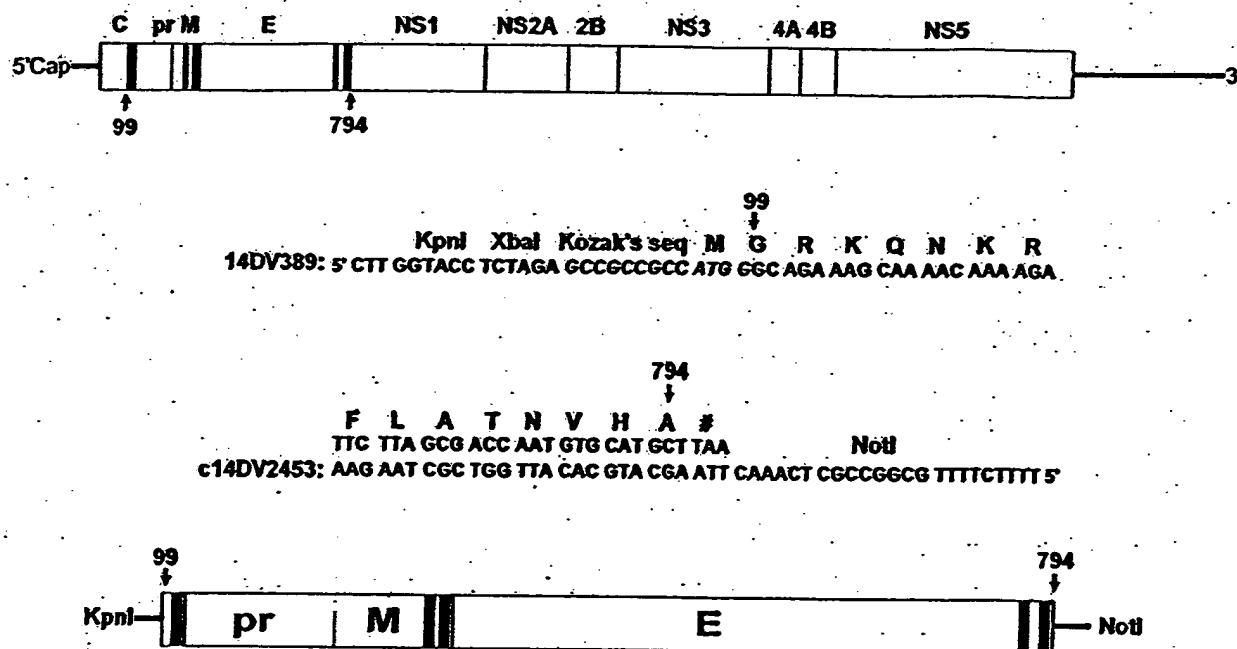 C pr M E NS1 NS2A 2B NS3 4A 4B NS5
5'Cap 3
99 794
99
KpnI XbaI Kozak's seq M G R K Q N K R
14DV389: 5' CTT GGTACC TCTAGA GCCGCCGCC ATG GGC AGA AAG CAA AAC AAA AGA
794
F L A T N V H A #
TTC TTA GCG ACC AAT GTG CAT GCT TAA NotI
c14DV2453: AAG AAT CGC TGG TTA CAC GTA CGA ATT CAAACT CGCCGGCG TTTTCTTTT 5'
99 794
KpnI pr M E NotI